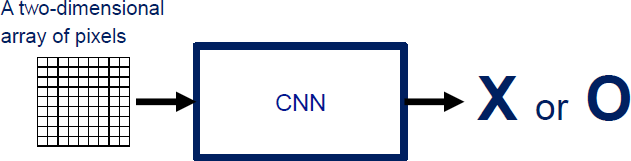 A two-dimensional
array of pixels
CNN
X or O